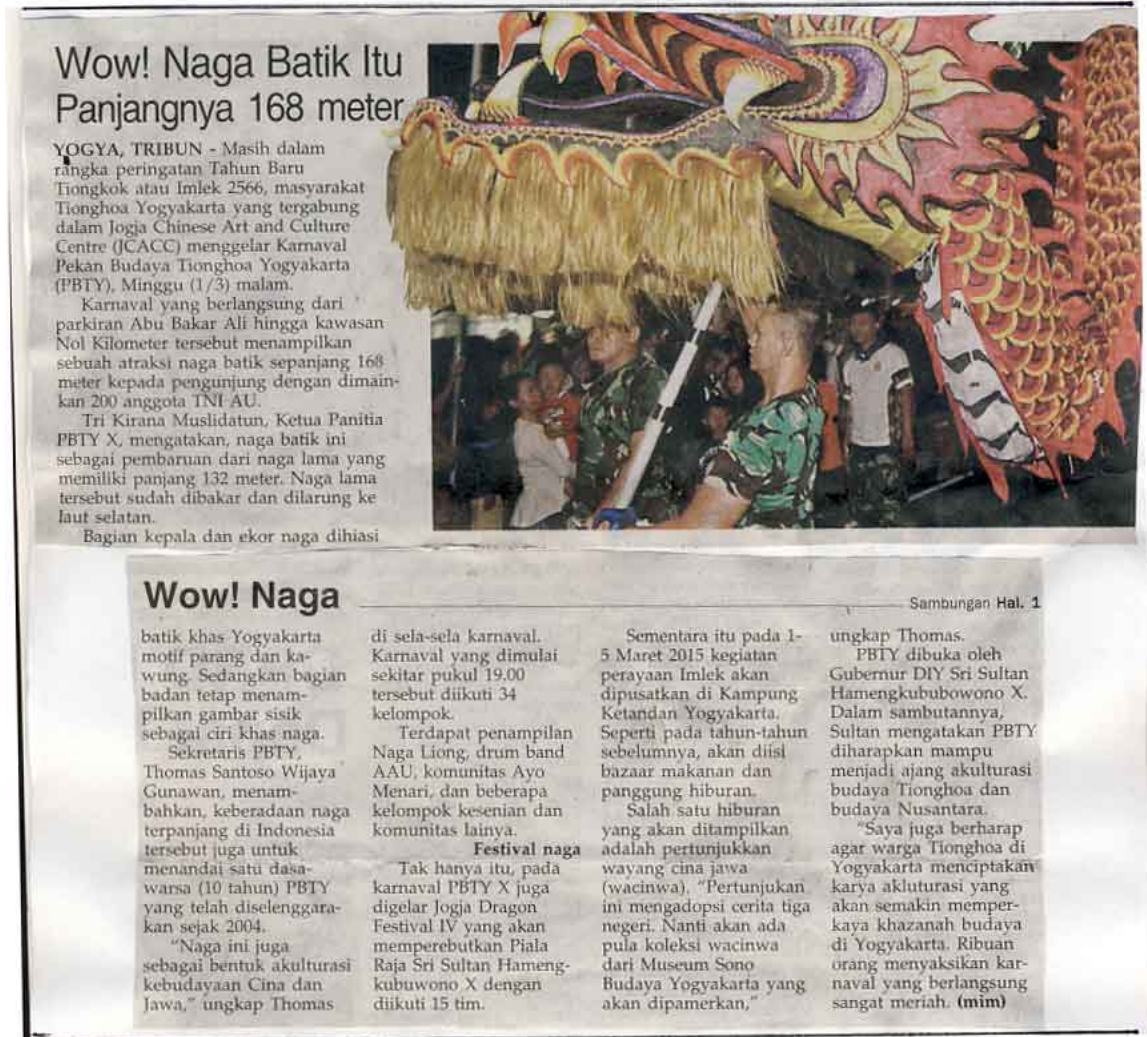 Wow! Naga Batik Itu
Panjangnya 168 meter
YOGYA, TRIBUN - Masih dalam
rangka peringatan Tahun Baru
Tiongkok atau Imlek 2566, masyarakat
Tionghoa Yogyakarta yang tergabung
dalam Jogja Chinese Art and Culture
Centre (JCACC) menggelar Karnaval
Pekan Budaya Tionghoa Yogyakarta
(PBTY), Minggu (1/3) malam.
Karnaval yang berlangsung dari
parkiran Abu Bakar Ali hingga kawasan
Nol Kilometer tersebut menampilkan
sebuah atraksi naga batik sepanjang 168
meter kepada pengunjung dengan dimain-
kan 200 anggota TNI AU.
Tri Kirana Muslidatun, Ketua Panitia
PBTY X, mengatakan, naga batik ini
sebagai pembaruan dari naga lama yang
memiliki panjang 132 meter. Naga lama
tersebut sudah dibakar dan dilarung ke
laut selatan.
Bagian kepala dan ekor naga dihiasi
Wow! Naga
Sambungan Hal. 1
batik khas Yogyakarta
motif parang dan ka-
wung. Sedangkan bagian
badan tetap menam-
pilkan gambar sisik
sebagai ciri khas naga.
Sekretaris PBTY,
Thomas Santoso Wijaya
Gunawan, menam-
bahkan, keberadaan naga
terpanjang di Indonesia
tersebut juga untuk
menandai satu dasa-
warsa (10 tahun) PBTY
yang telah diselenggara-
kan sejak 2004.
"Naga ini juga
sebagai bentuk akulturasi
kebudayaan Cina dan
Jawa," ungkap Thomas
di sela-sela karnaval.
Karnaval yang dimulai
sekitar pukul 19.00
tersebut diikuti 34
kelompok.
Terdapat penampilan
Naga Liong, drum band
AAU, komunitas Ayo
Menari, dan beberapa
kelompok kesenian dan
komunitas lainya.
Festival naga
Tak hanya itu, pada
karnaval PBTY X juga
digelar Jogja Dragon
Festival IV yang akan
memperebutkan Piala
Raja Sri Sultan Hameng-
kubuwono X dengan
diikuti 15 tim.
Sementara itu pada 1-
5 Maret 2015 kegiatan
perayaan Imlek akan
dipusatkan di Kampung
Ketandan Yogyakarta.
Seperti pada tahun-tahun
sebelumnya, akan diisi
bazaar makanan dan
panggung hiburan.
Salah satu hiburan
yang akan ditampilkan
adalah pertunjukkan
wayang cina jawa
(wacinwa). "Pertunjukan
ini mengadopsi cerita tiga
negeri. Nanti akan ada
pula koleksi wacinwa
dari Museum Sono
Budaya Yogyakarta yang
akan dipamerkan,"
ungkap Thomas.
PBTY dibuka oleh
Gubernur DIY Sri Sultan
Hamengkububowono X.
Dalam sambutannya,
Sultan mengatakan PBTY
diharapkan mampu
menjadi ajang akulturasi
budaya Tionghoa dan
budaya Nusantara.
"Saya juga berharap
agar warga Tionghoa di
Yogyakarta menciptakan
karya akluturasi yang
akan semakin memper-
kaya khazanah budaya
di Yogyakarta. Ribuan
orang menyaksikan kar-
naval yang berlangsung
sangat meriah. (mim)